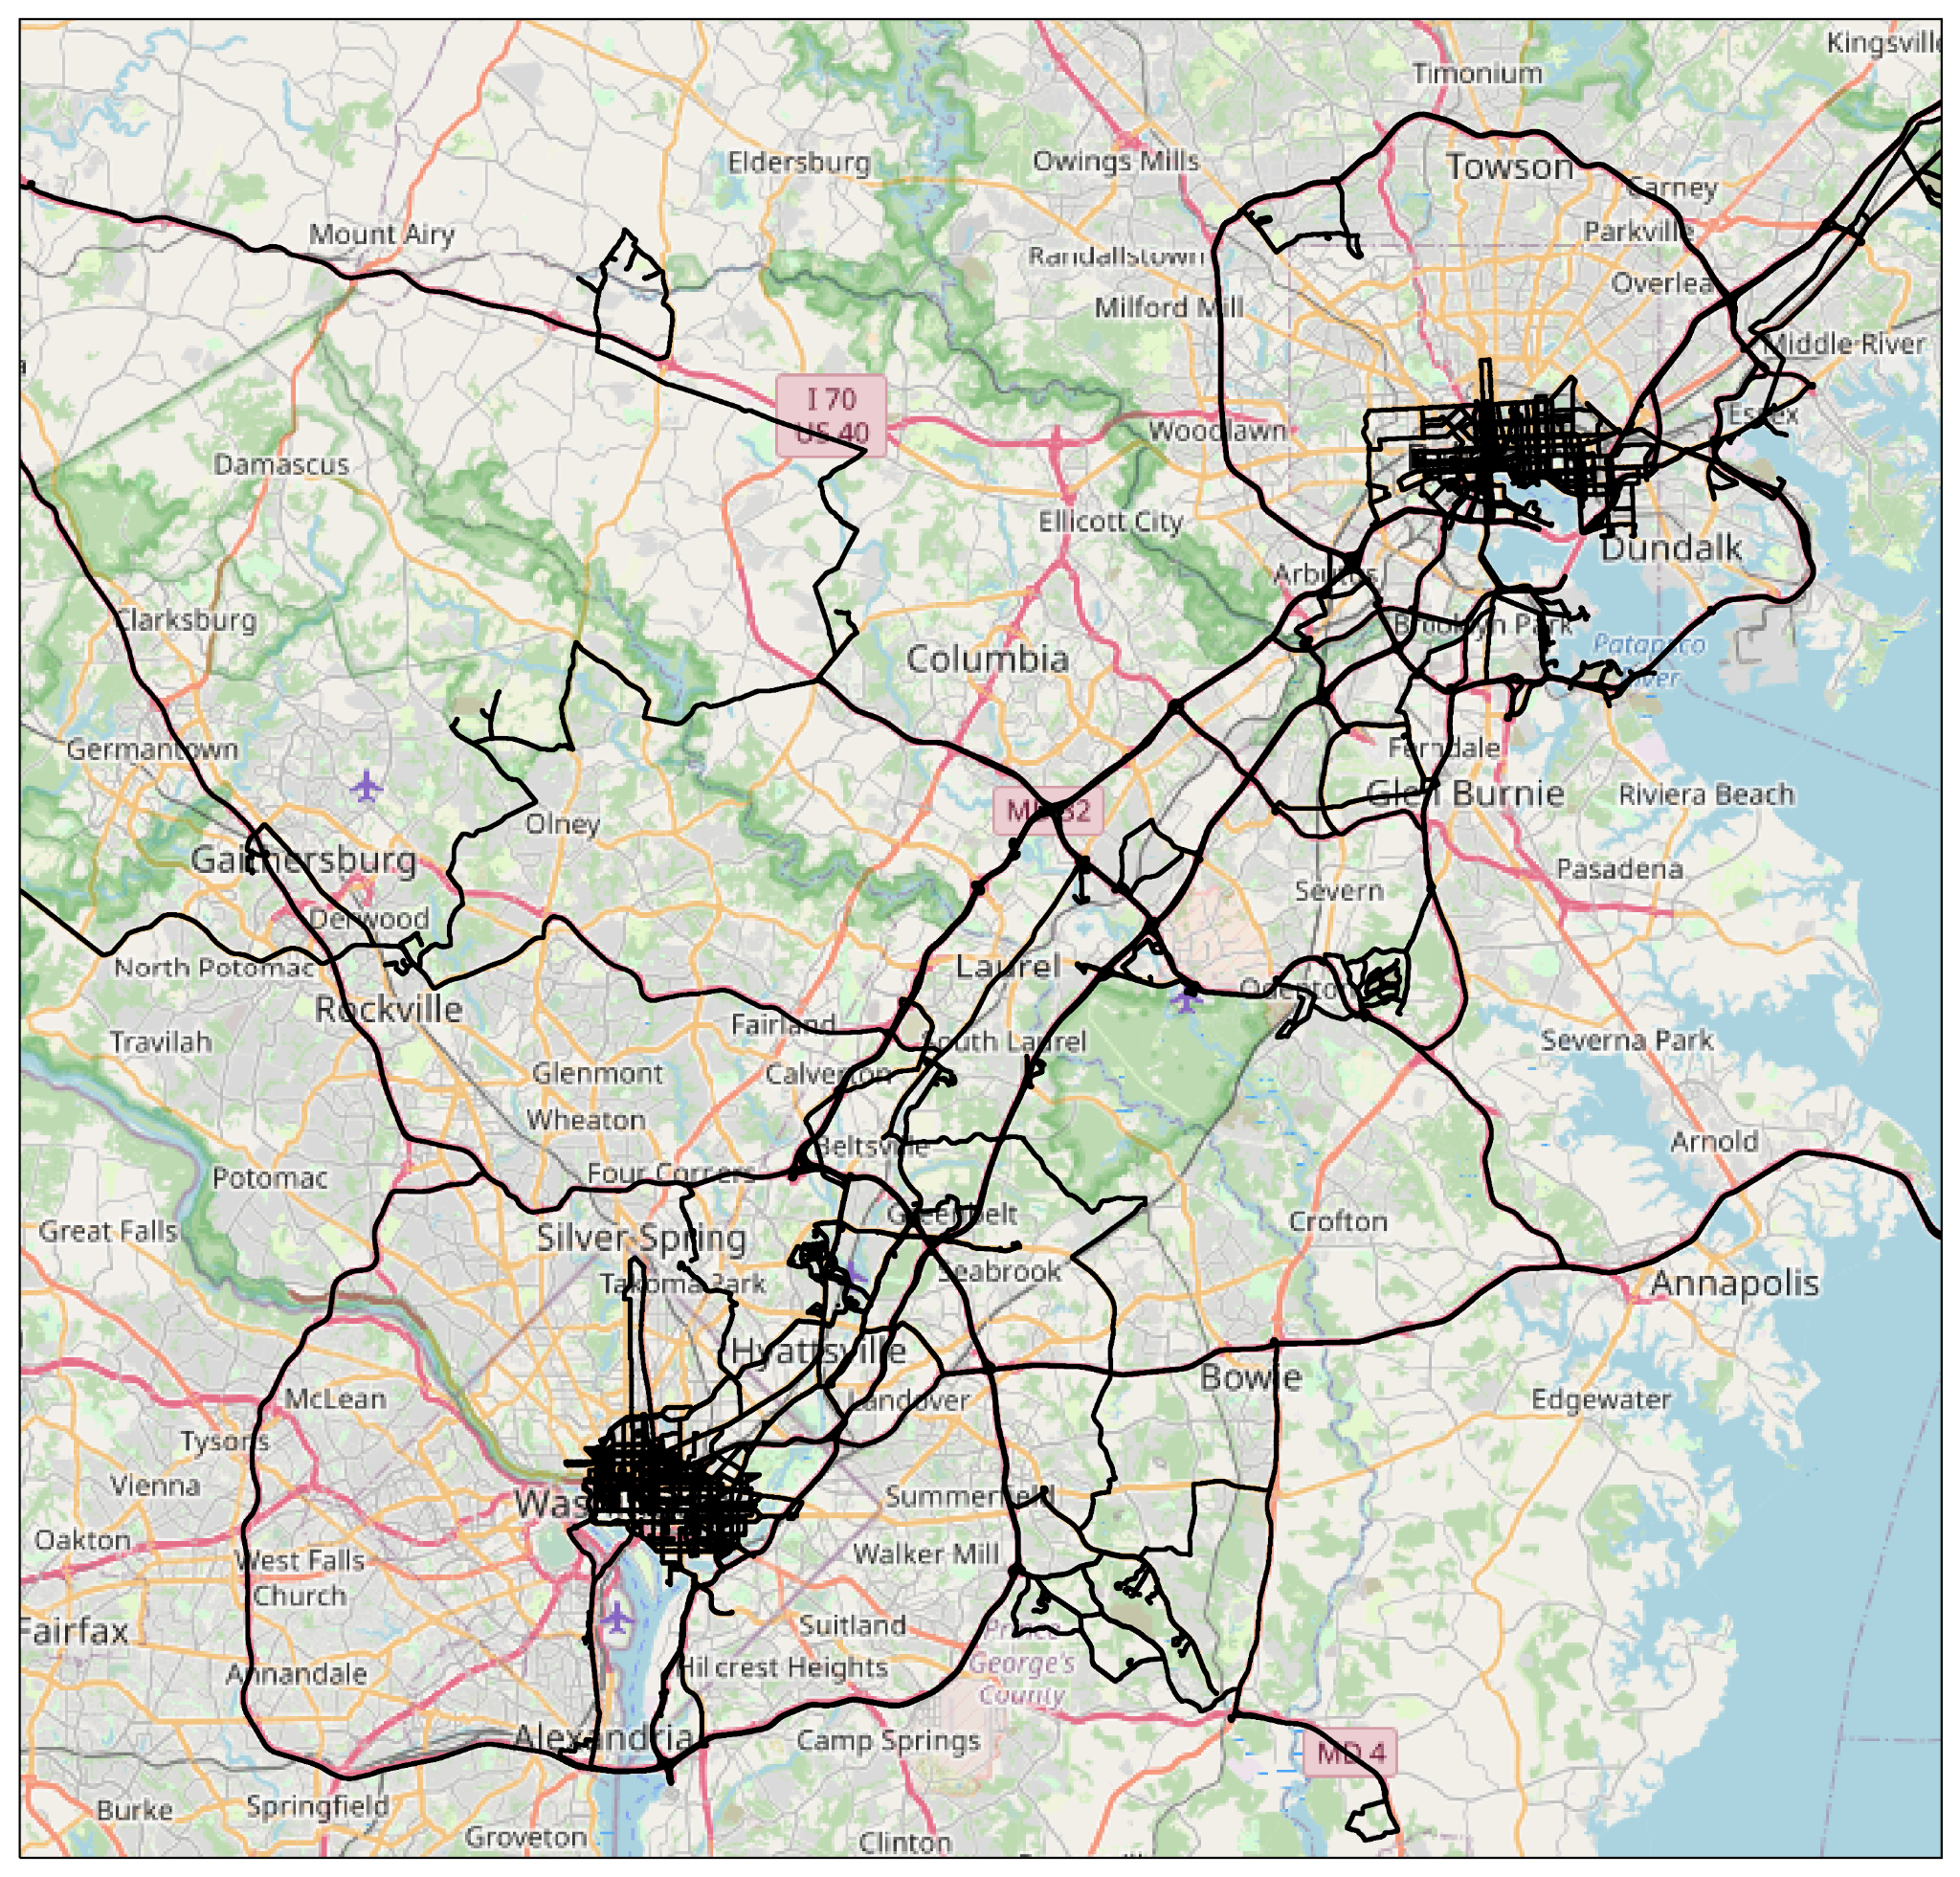 Kingsville
Timonium
Eldersburg
Owings Mills
Towson
Carney
Mount Airy
Parkville
Randallstown
Overlea
Milford Mill
Middle River
I 70
US 40
Essex
Woodlawn
Damascus
Ellicott City
Dundalk
Arbutus
Clarksburg
Brooklyn Park
Patapsco
River
Columbia
Germantown
Ferndale
Glen Burnie
Riviera Beach
MD 32
Olney
Gaithersburg
Pasadena
Severn
Derwood
North Potomac
Laurel
Odenton
Rockville
Fairland
Travilah
South Laurel
Severna Park
Glenmont
Calverton
Wheaton
Beltsville
Arnold
Four Corners
Potomac
Greenbelt
Crofton
Great Falls
Silver Spring
Seabrook
Takoma Park
Annapolis
Hyattsville
Bowie
McLean
Landover
Edgewater
Tysons
Vienna
Summerfield
Was
Oakton
Walker Mill
West Falls
Church
Suitland
Fairfax
Prince
George's
County
Annandale
Hillcrest Heights
Alexandria
Camp Springs
MD 4
Burke
Springfield
Groveton
Clinton